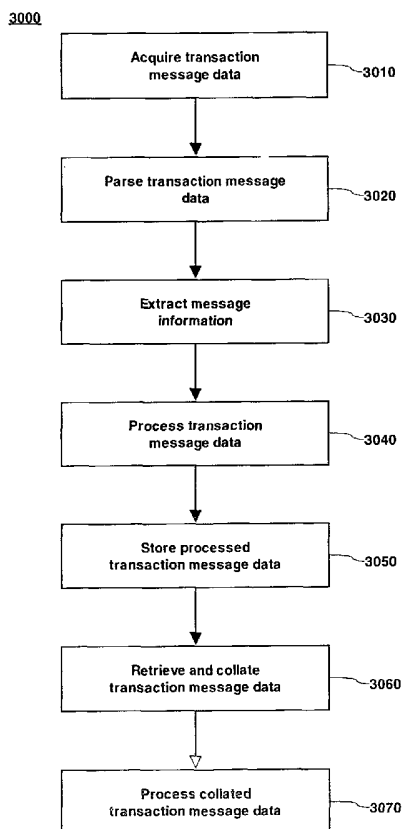 3000
Acquire transaction
message data
3010
Parse transaction message
data
3020
Extract message
information
3030
Process transaction
message data
3040
Store processed
transaction message data
3050
Retrieve and collate
transaction message data
3060
Process collated
transaction message data
3070